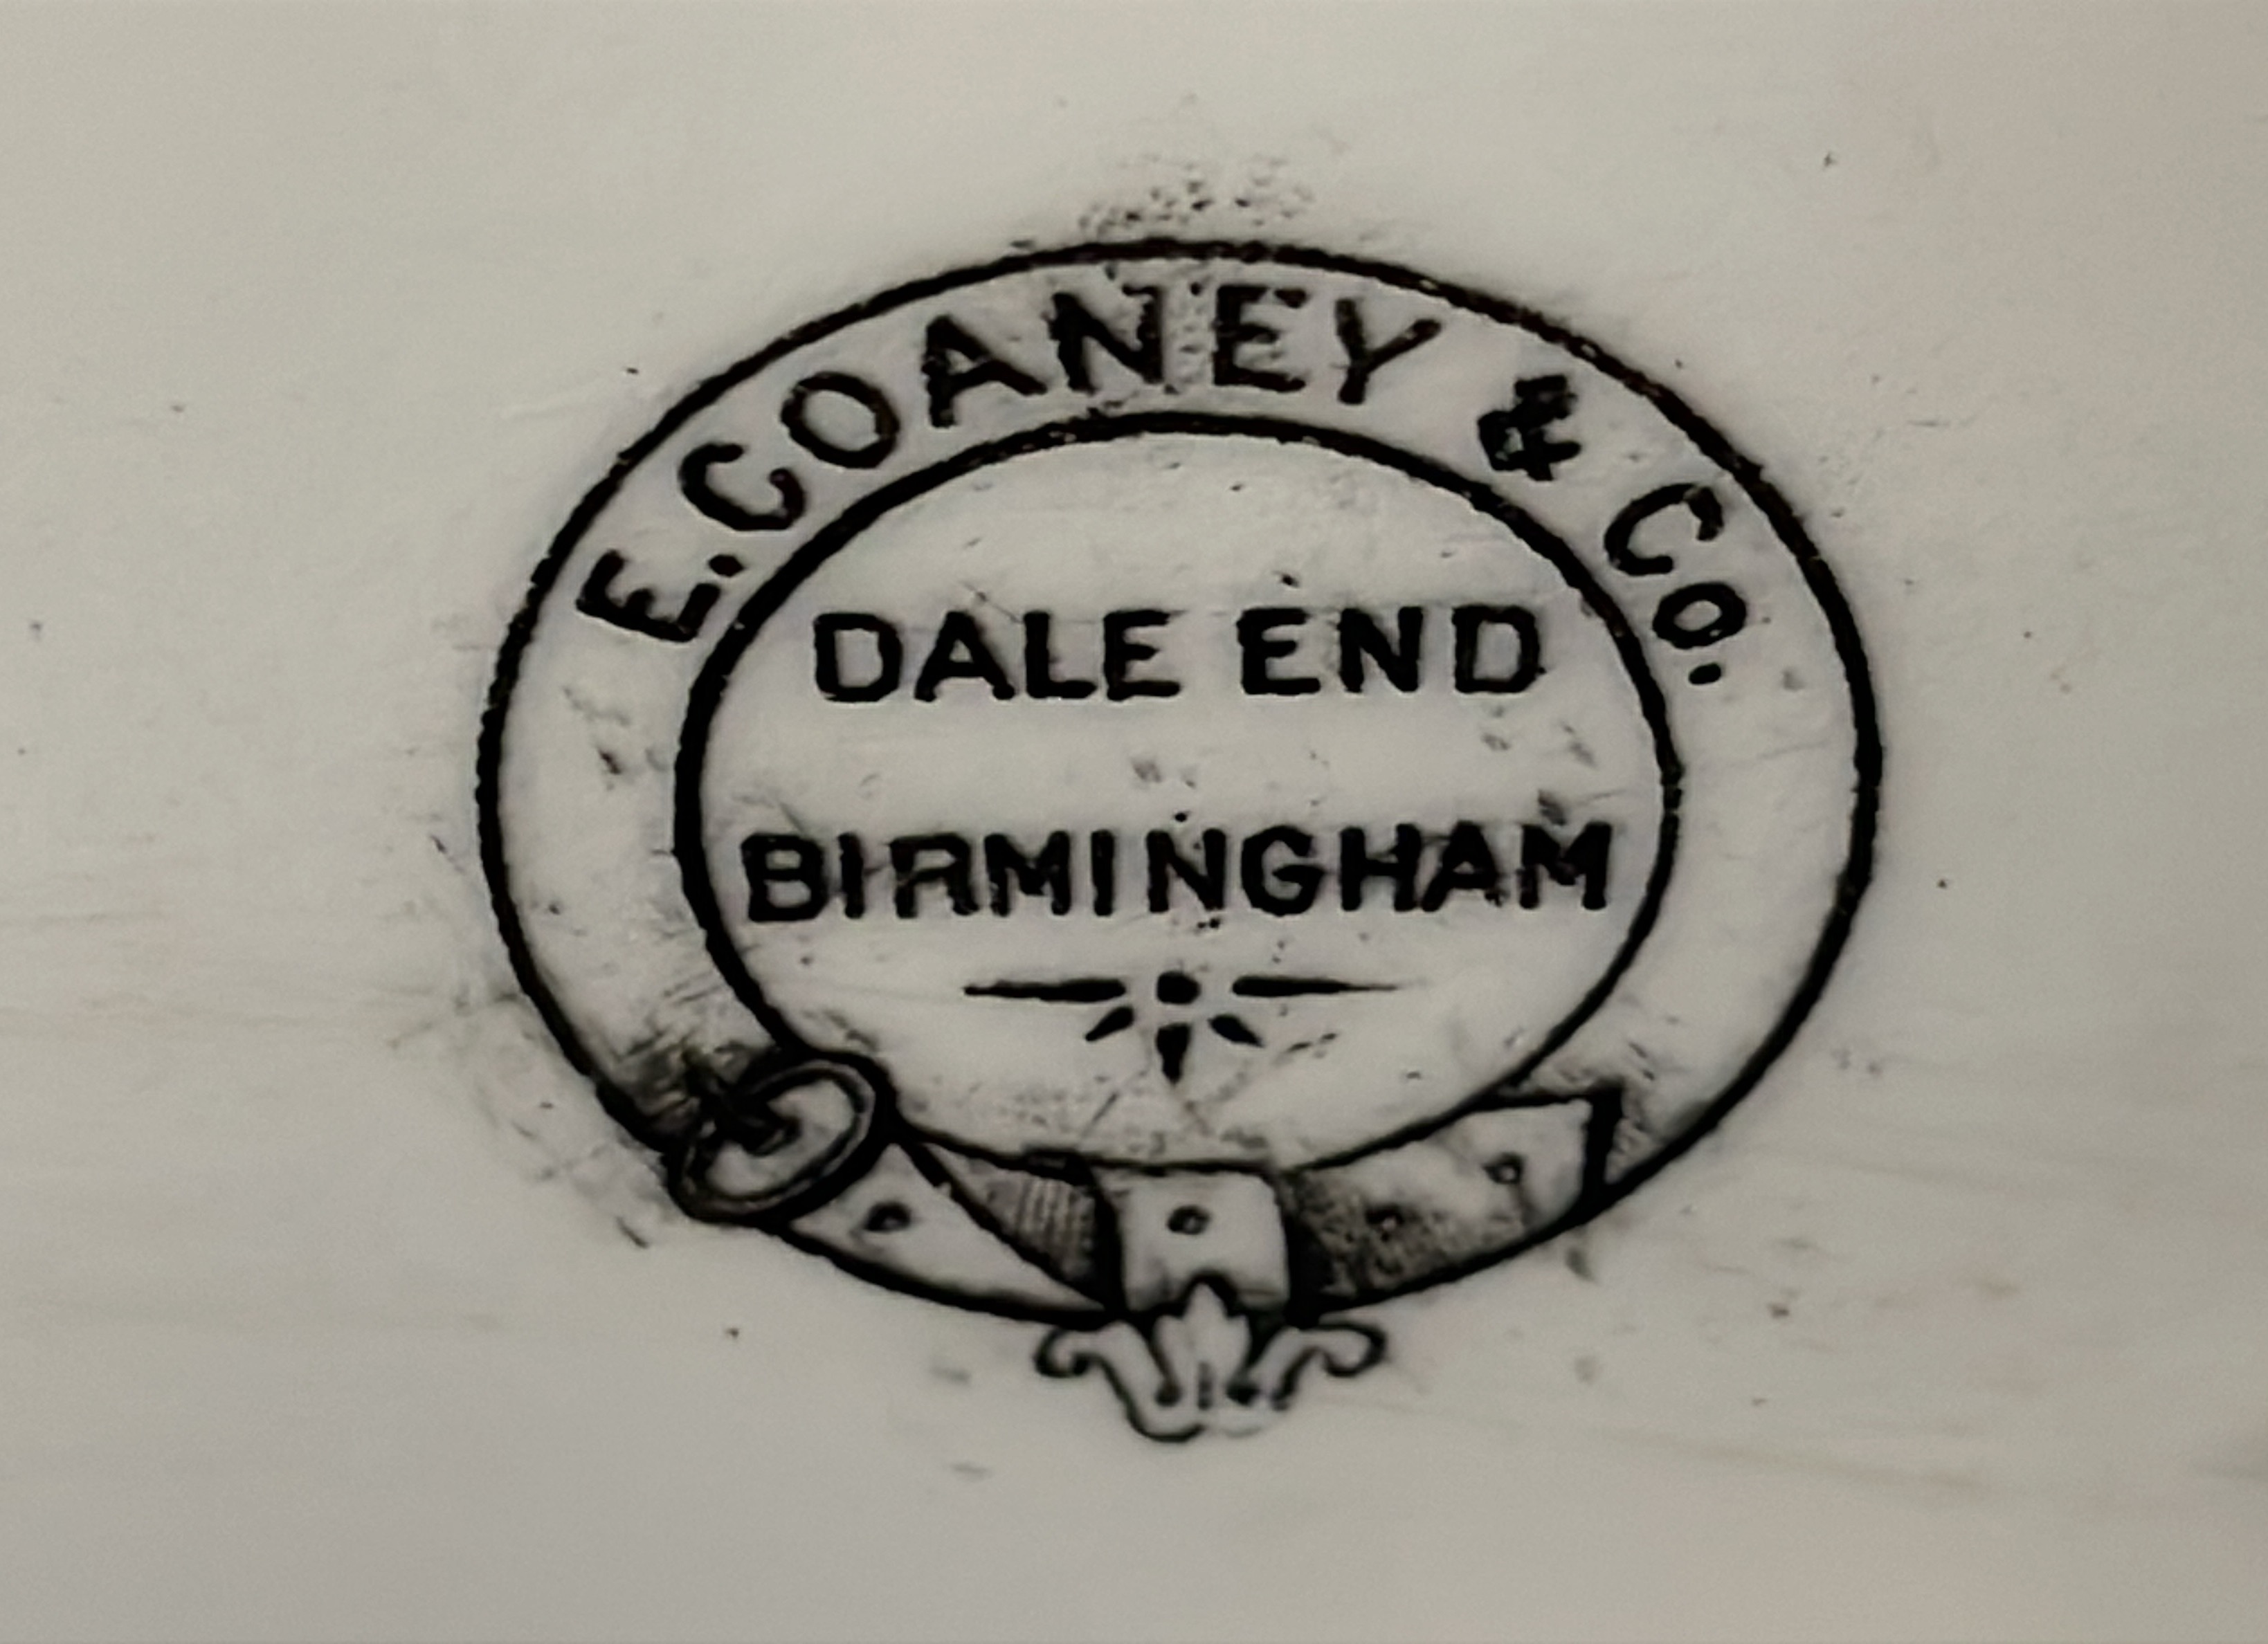 E. COANEY & CO.
DALE END
BIRMINGHAM